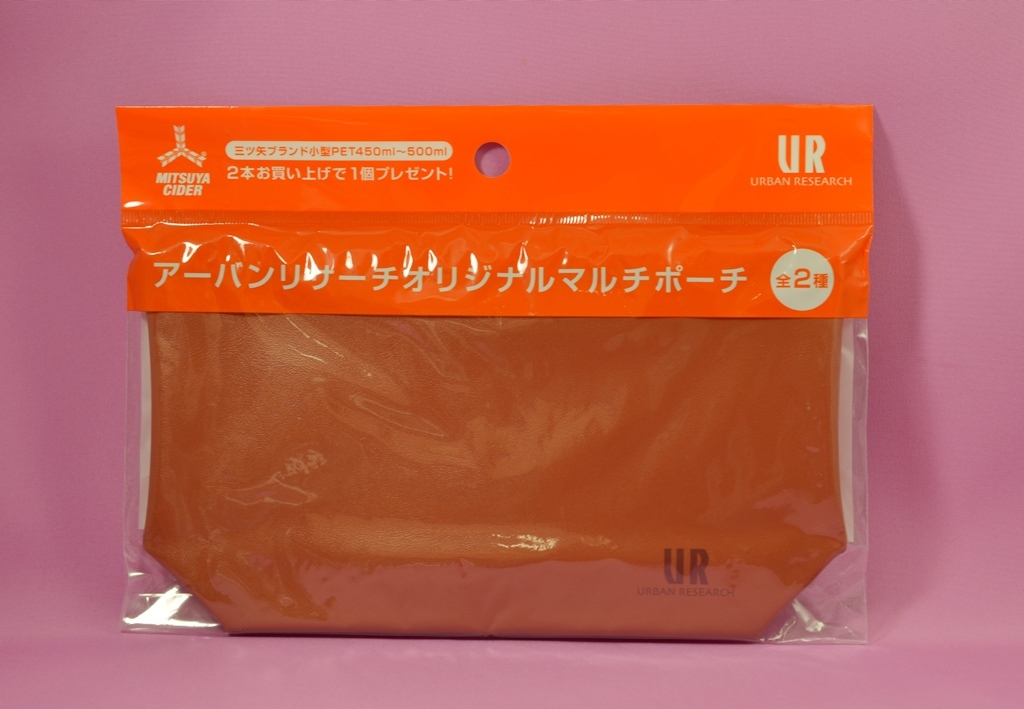 MITSUYA
CIDER
三ツ矢ブランド小型PET450ml～500ml
2本お買い上げで1個プレゼント!
UR
URBAN RESEARCH
アーバンリサーチオリジナルマルチポーチ
全2種
UR
URBAN RESEARCH